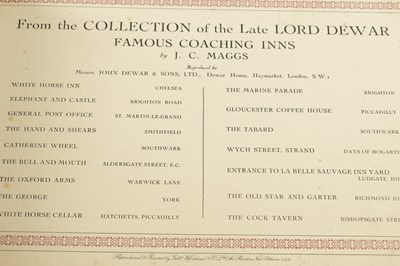 From the COLLECTION of the Late LORD DEWAR
FAMOUS COACHING INNS
by J. C. MAGGS
Reproduced by
Messrs. JOHN DEWAR & SONS, LTD., Dewar House, Haymarket, London, S.W.1
WHITE HORSE INN CHELSEA
ELEPHANT AND CASTLE BRIGHTON ROAD
GENERAL POST OFFICE ST. MARTIN-LE-GRAND
THE HAND AND SHEARS SMITHFIELD
CATHERINE WHEEL SOUTHWARK
THE BULL AND MOUTH ALDERSGATE STREET, E.C.
THE OXFORD ARMS WARWICK LANE
THE GEORGE YORK
WHITE HORSE CELLAR HATCHETTS, PICCADILLY
THE MARINE PARADE BRIGHTON
GLOUCESTER COFFEE HOUSE PICCADILLY
THE TABARD SOUTHWARK
WYCH STREET, STRAND DAYS OF HOGARTH
ENTRANCE TO LA BELLE SAUVAGE INN YARD
LUDGATE HI
THE OLD STAR AND GARTER RICHMOND HI
THE COCK TAVERN BISHOPSGATE STR